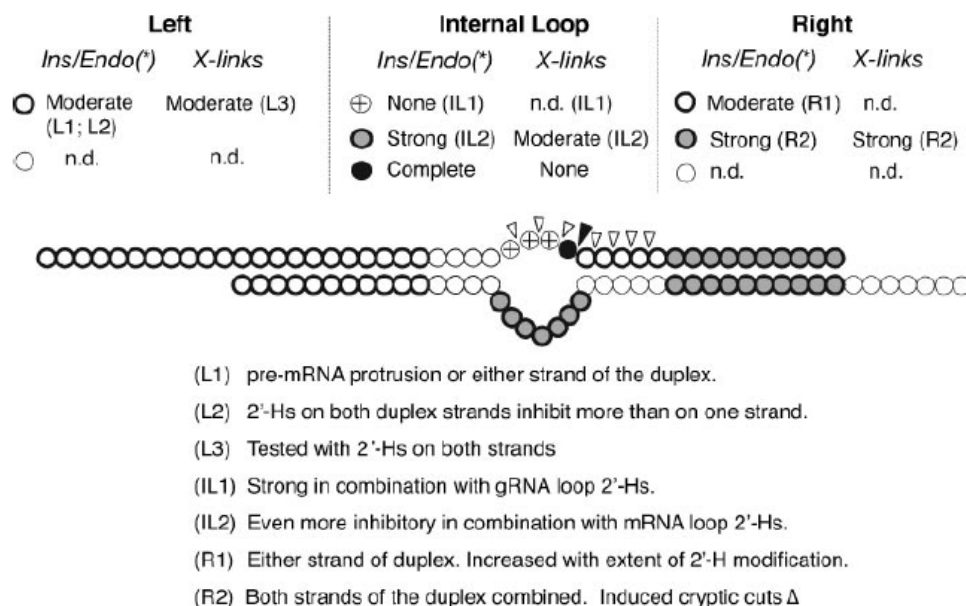 Left
Ins/Endo(*) X-links
Moderate (L1; L2) Moderate (L3)
n.d. n.d.
Internal Loop
Ins/Endo(*) X-links
None (IL1) n.d. (IL1)
Strong (IL2) Moderate (IL2)
Complete None
Right
Ins/Endo(*) X-links
Moderate (R1) n.d.
Strong (R2) Strong (R2)
n.d. n.d.
(L1) pre-mRNA protrusion or either strand of the duplex.
(L2) 2'-Hs on both duplex strands inhibit more than on one strand.
(L3) Tested with 2'-Hs on both strands
(IL1) Strong in combination with gRNA loop 2'-Hs.
(IL2) Even more inhibitory in combination with mRNA loop 2'-Hs.
(R1) Either strand of duplex. Increased with extent of 2'-H modification.
(R2) Both strands of the duplex combined. Induced cryptic cuts Δ